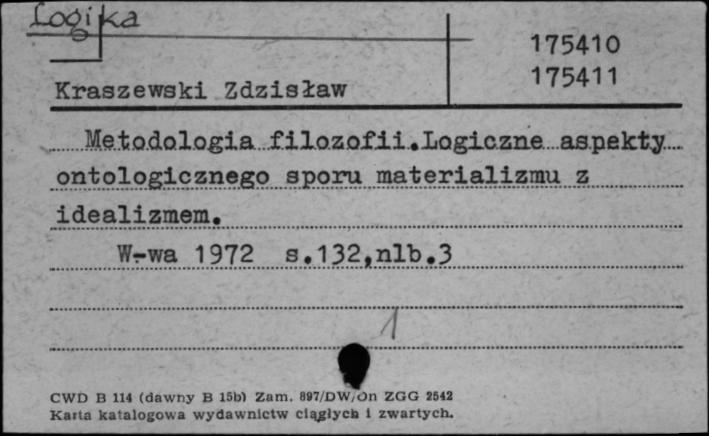 Logika
175410
175411
Kraszewski Zdzisław
Metodologia filozofii.Logiczne aspekty
ontologicznego sporu materializmu z
idealizmem.
W-wa 1972 s.132,nlb.3
1
CWD B 114 (dawny B 15b) Zam. 897/DW/On ZGG 2542
Karta katalogowa wydawnictw ciągłych i zwartych.